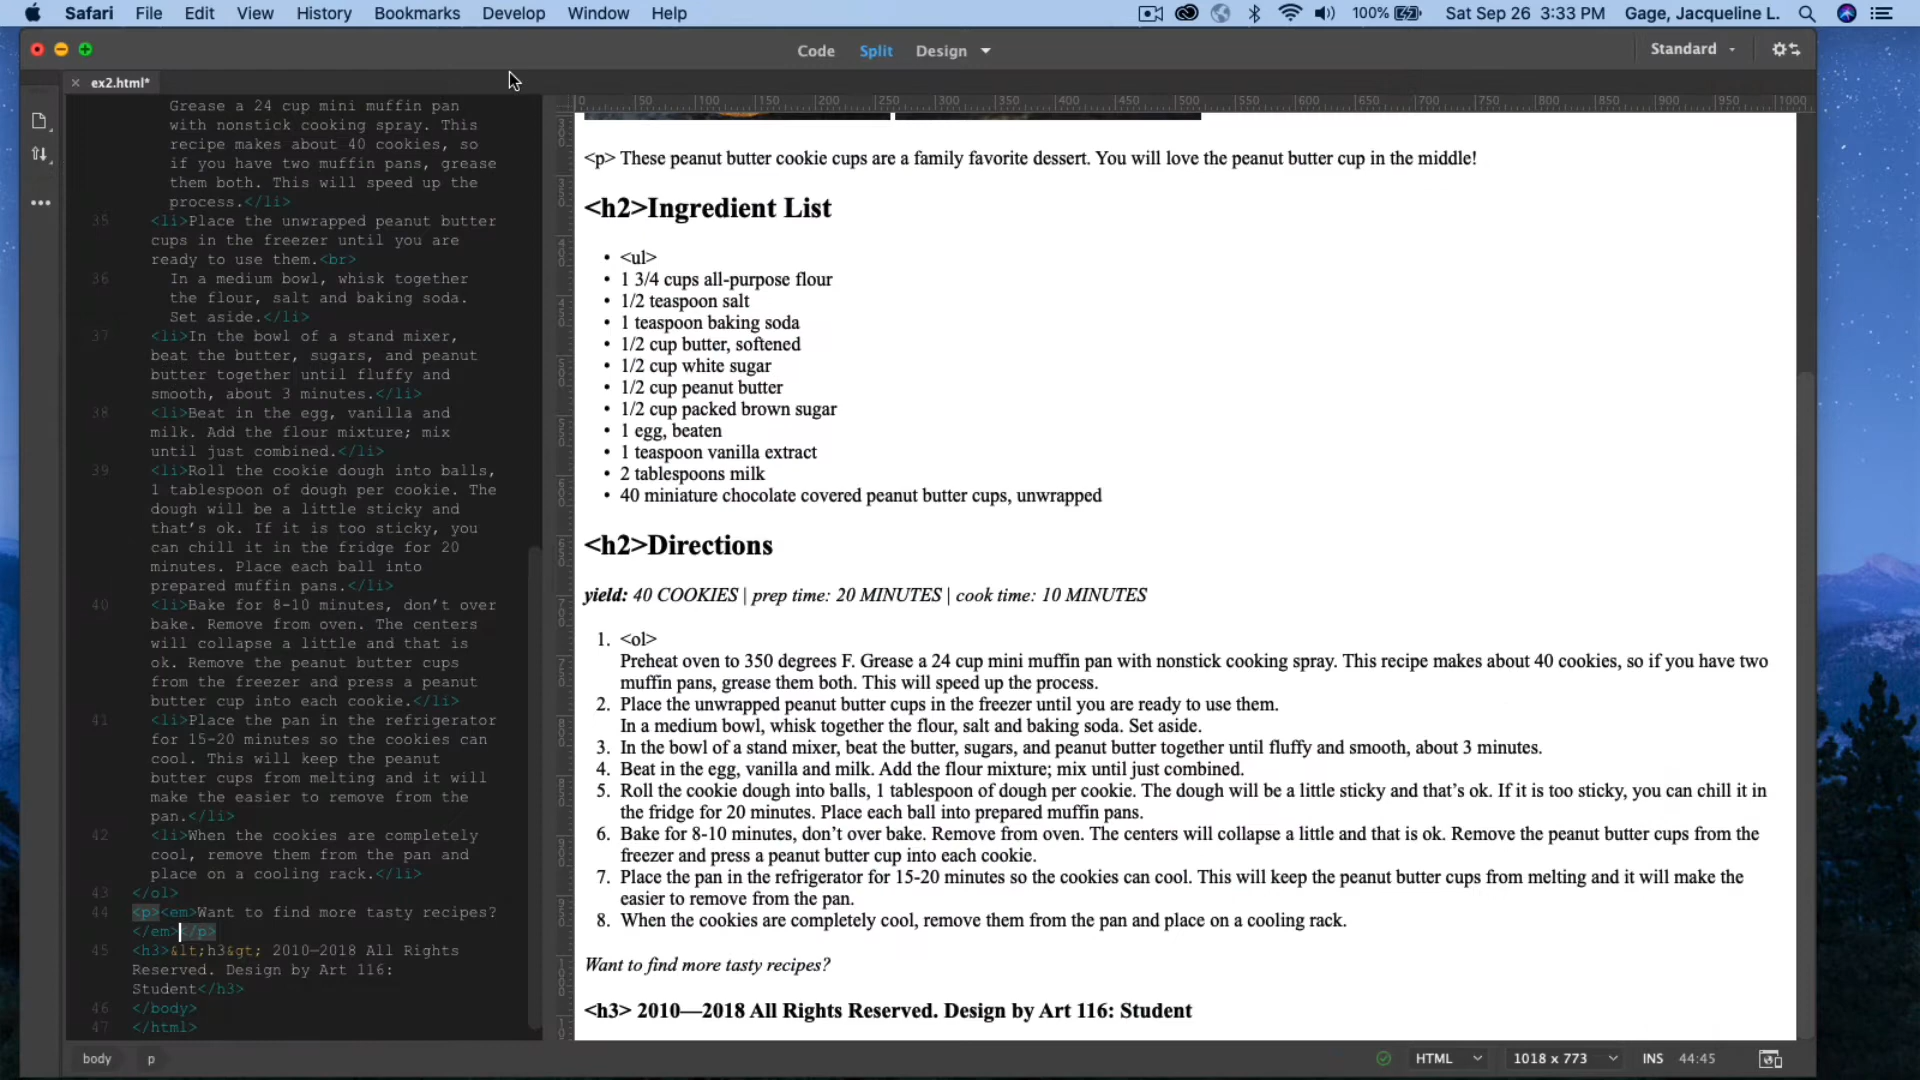 Safari File Edit View History Bookmarks Develop Window Help 100% Sat Sep 26 3:33 PM Gage, Jacqueline L.
Code Split Design Standard
ex2.html*
0 50 100 150 200 250 300 350 400 450 500 550 600 650 700 750 800 850 900 950 1000
Grease a 24 cup mini muffin pan
with nonstick cooking spray. This
recipe makes about 40 cookies, so
if you have two muffin pans, grease
them both. This will speed up the
process.</li>
35 <li>Place the unwrapped peanut butter
cups in the freezer until you are
ready to use them.<br>
36 In a medium bowl, whisk together
the flour, salt and baking soda.
Set aside.</li>
37 <li>In the bowl of a stand mixer,
beat the butter, sugars, and peanut
butter together until fluffy and
smooth, about 3 minutes.</li>
38 <li>Beat in the egg, vanilla and
milk. Add the flour mixture; mix
until just combined.</li>
39 <li>Roll the cookie dough into balls,
1 tablespoon of dough per cookie. The
dough will be a little sticky and
that’s ok. If it is too sticky, you
can chill it in the fridge for 20
minutes. Place each ball into
prepared muffin pans.</li>
40 <li>Bake for 8-10 minutes, don’t over
bake. Remove from oven. The centers
will collapse a little and that is
ok. Remove the peanut butter cups
from the freezer and press a peanut
butter cup into each cookie.</li>
41 <li>Place the pan in the refrigerator
for 15-20 minutes so the cookies can
cool. This will keep the peanut
butter cups from melting and it will
make the easier to remove from the
pan.</li>
42 <li>When the cookies are completely
cool, remove them from the pan and
place on a cooling rack.</li>
43 </ol>
44 <p><em>Want to find more tasty recipes?
</em></p>
45 <h3>&lt;h3&gt; 2010—2018 All Rights
Reserved. Design by Art 116:
Student</h3>
46 </body>
47 </html>
<p> These peanut butter cookie cups are a family favorite dessert. You will love the peanut butter cup in the middle!
<h2>Ingredient List
• <ul>
• 1 3/4 cups all-purpose flour
• 1/2 teaspoon salt
• 1 teaspoon baking soda
• 1/2 cup butter, softened
• 1/2 cup white sugar
• 1/2 cup peanut butter
• 1/2 cup packed brown sugar
• 1 egg, beaten
• 1 teaspoon vanilla extract
• 2 tablespoons milk
• 40 miniature chocolate covered peanut butter cups, unwrapped
<h2>Directions
yield: 40 COOKIES | prep time: 20 MINUTES | cook time: 10 MINUTES
1. <ol>
Preheat oven to 350 degrees F. Grease a 24 cup mini muffin pan with nonstick cooking spray. This recipe makes about 40 cookies, so if you have two
muffin pans, grease them both. This will speed up the process.
2. Place the unwrapped peanut butter cups in the freezer until you are ready to use them.
In a medium bowl, whisk together the flour, salt and baking soda. Set aside.
3. In the bowl of a stand mixer, beat the butter, sugars, and peanut butter together until fluffy and smooth, about 3 minutes.
4. Beat in the egg, vanilla and milk. Add the flour mixture; mix until just combined.
5. Roll the cookie dough into balls, 1 tablespoon of dough per cookie. The dough will be a little sticky and that’s ok. If it is too sticky, you can chill it in
the fridge for 20 minutes. Place each ball into prepared muffin pans.
6. Bake for 8-10 minutes, don’t over bake. Remove from oven. The centers will collapse a little and that is ok. Remove the peanut butter cups from the
freezer and press a peanut butter cup into each cookie.
7. Place the pan in the refrigerator for 15-20 minutes so the cookies can cool. This will keep the peanut butter cups from melting and it will make the
easier to remove from the pan.
8. When the cookies are completely cool, remove them from the pan and place on a cooling rack.
Want to find more tasty recipes?
<h3> 2010—2018 All Rights Reserved. Design by Art 116: Student
body p HTML 1018 x 773 INS 44:45